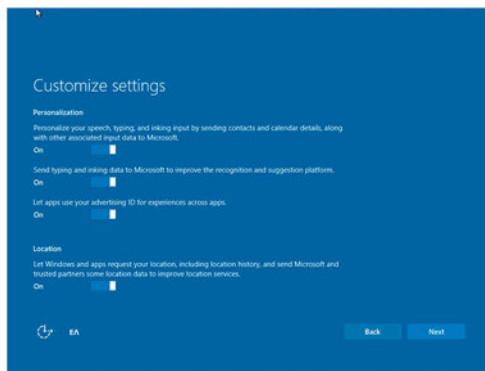 Customize settings
Personalization
Personalize your speech, typing, and inking input by sending contacts and calendar details, along
with other associated input data to Microsoft.
On
Send typing and inking data to Microsoft to improve the recognition and suggestion platform.
On
Let apps use your advertising ID for experiences across apps.
On
Location
Let Windows and apps request your location, including location history, and send Microsoft and
trusted partners some location data to improve location services.
On
ΕΛ
Back
Next